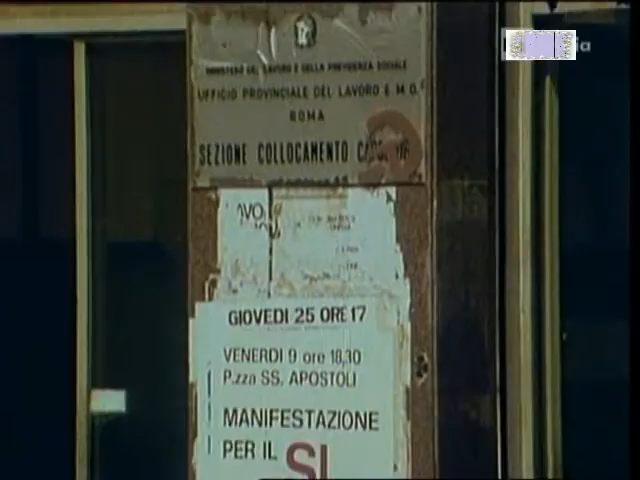 MINISTERO DEL LAVORO E DELLA PREVIDENZA SOCIALE
UFFICIO PROVINCIALE DEL LAVORO E M.O.
ROMA
SEZIONE COLLOCAMENTO
AVO
GIOVEDI 25 ORE 17
VENERDI 9 ore 18,30
P.zza SS. APOSTOLI
MANIFESTAZIONE
PER IL SI